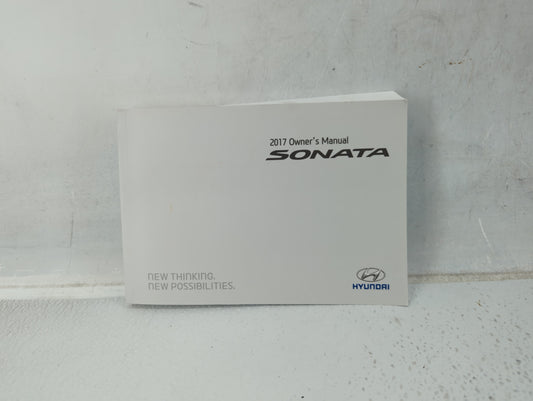 2017 Owner's Manual
SONATA
NEW THINKING.
NEW POSSIBILITIES.
HYUNDAI